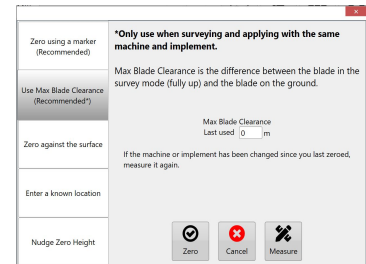 Zero using a marker
(Recommended)
Use Max Blade Clearance
(Recommended*)
Zero against the surface
Enter a known location
Nudge Zero Height
*Only use when surveying and applying with the same
machine and implement.
Max Blade Clearance is the difference between the blade in the
survey mode (fully up) and the blade on the ground.
Max Blade Clearance
Last used 0 m
If the machine or implement has been changed since you last zeroed,
measure it again.
Zero Cancel Measure